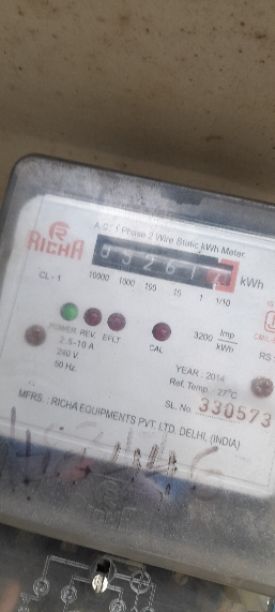 RICHA
A.C. 1 Phase 2 Wire Static kWh Meter
03261 kWh
CL - 1
10000 1000 100 1 1/10
POWER REV. EFLT CAL
3200 Imp/kWh
2.5-10 A
240 V
50 Hz.
YEAR : 2014
Ref. Temp. 27°C
RS
SL. No 330573
MFRS. : RICHA EQUIPMENTS PVT. LTD. DELHI, (INDIA)